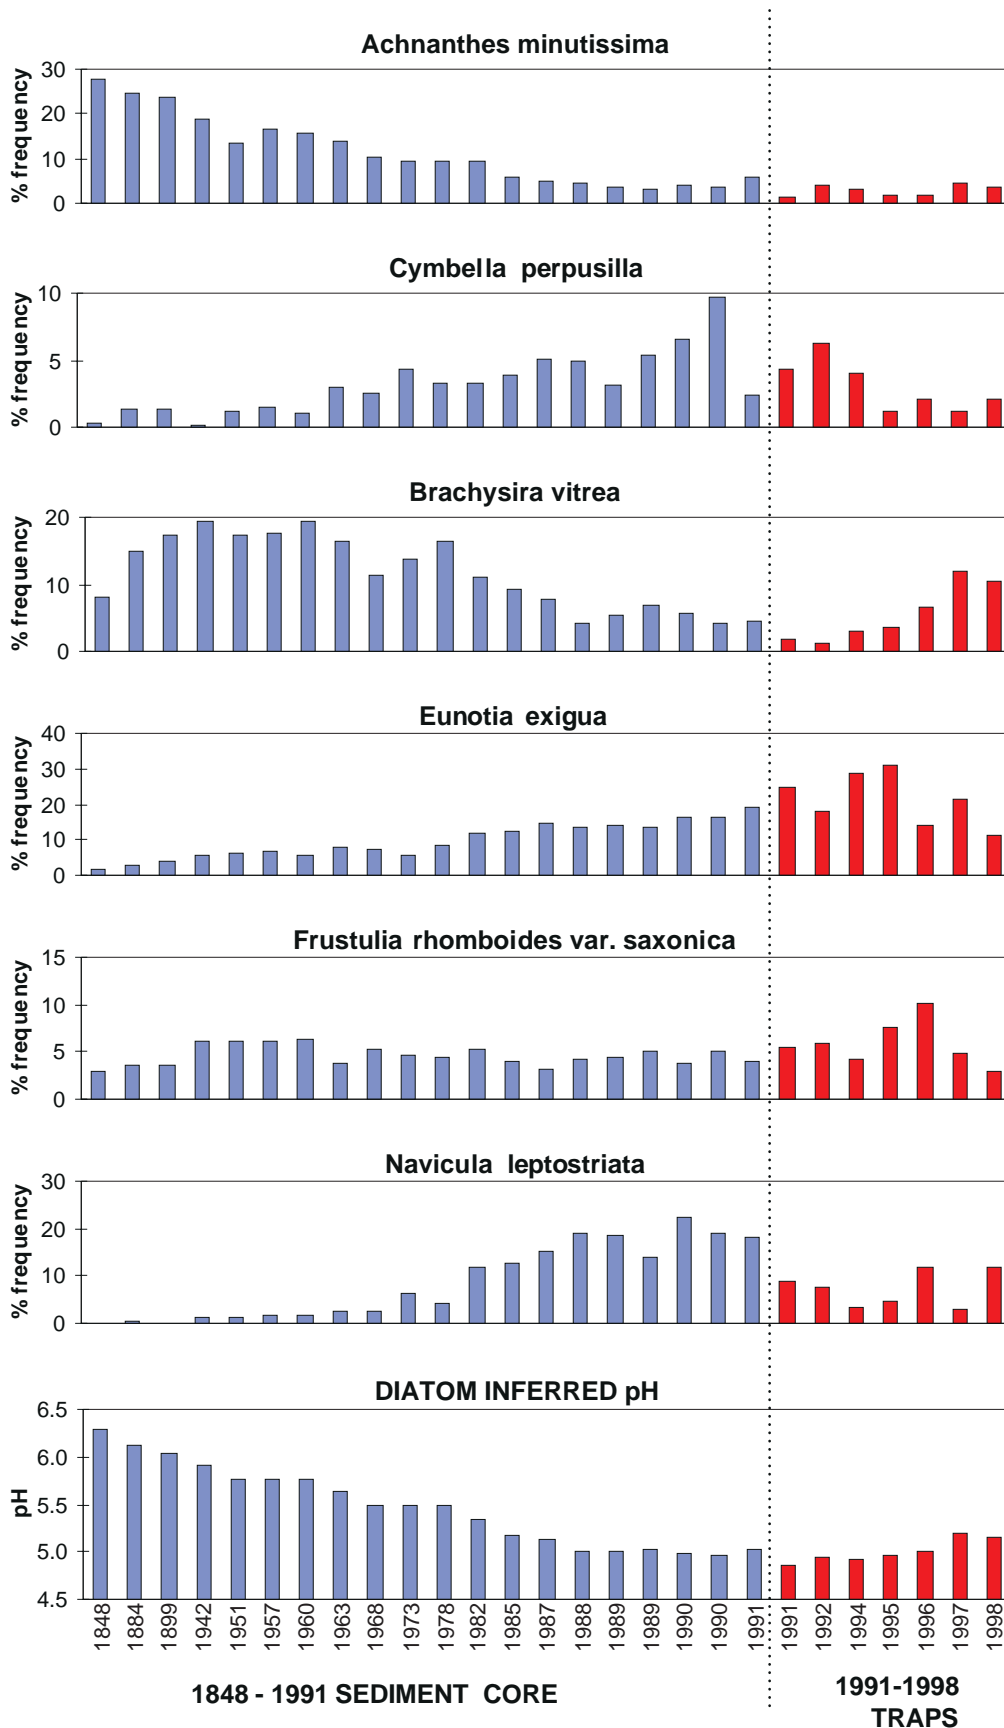 Achnanthes minutissima
% frequency
30
20
10
0
Cymbella perpusilla
% frequency
10
5
0
Brachysira vitrea
% frequency
20
10
0
Eunotia exigua
% frequency
40
30
20
10
0
Frustulia rhomboides var. saxonica
% frequency
15
10
5
0
Navicula leptostriata
% frequency
30
20
10
0
DIATOM INFERRED pH
pH
6.5
6.0
5.5
5.0
4.5
1848 1884 1899 1942 1951 1957 1960 1963 1968 1973 1978 1982 1985 1987 1988 1989 1989 1990 1990 1991 1991 1992 1994 1995 1996 1997 1998
1848 - 1991 SEDIMENT CORE
1991-1998
TRAPS